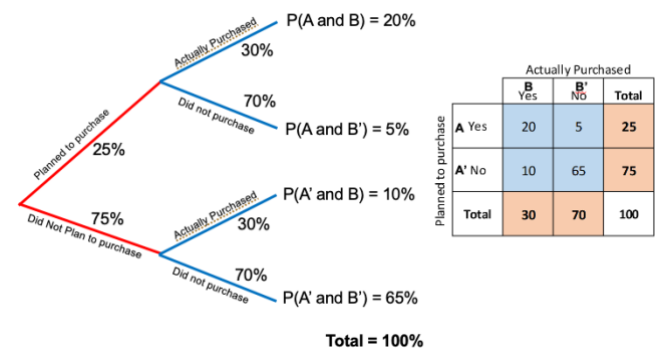 P(A and B) = 20%
Actually Purchased
30%
70%
Did not purchase
P(A and B') = 5%
Planned to purchase
25%
75%
Did Not Plan to purchase
P(A' and B) = 10%
Actually Purchased
30%
70%
Did not purchase
P(A' and B') = 65%
Total = 100%
Actually Purchased
B B'
Yes No Total
Planned to purchase
A Yes 20 5 25
A' No 10 65 75
Total 30 70 100